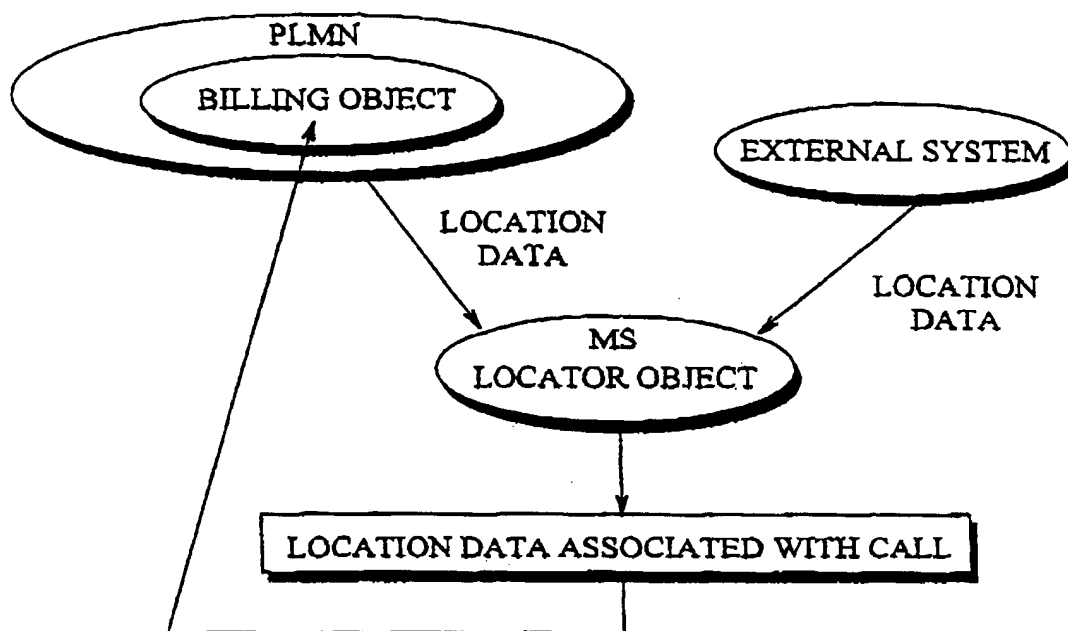 PLMN
BILLING OBJECT
EXTERNAL SYSTEM
LOCATION
DATA
LOCATION
DATA
MS
LOCATOR OBJECT
LOCATION DATA ASSOCIATED WITH CALL